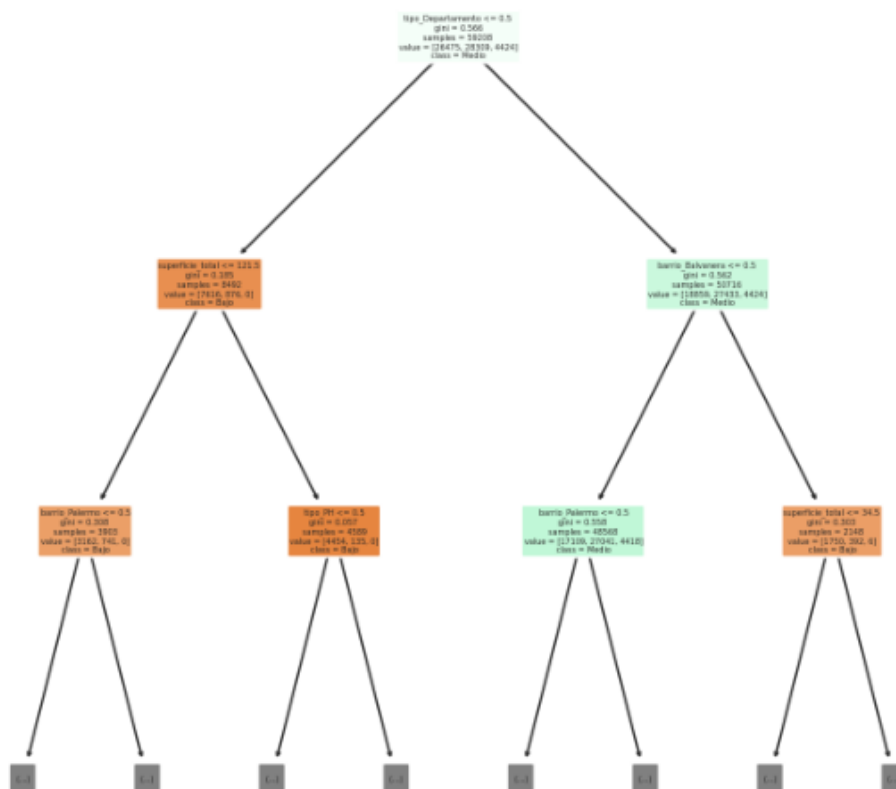 tipo_Departamento <= 0.5
gini = 0.566
samples = 59208
value = [26475, 28309, 4424]
class = Medio
superficie_total <=
gini = 0.185
samples = 8492
value = [7616, 876, 0]
class = Bajo
barrio_Balvanera <= 0.5
gini = 0.562
samples = 50716
value = [18859, 27433, 4424]
class = Medio
barrio_Palermo <= 0.5
gini = 0.308
samples = 3903
value = [3162, 741, 0]
class = Bajo
tipo_PH <= 0.5
gini = 0.057
samples = 4589
value = [4454, 135, 0]
class = Bajo
barrio_Palermo <= 0.5
gini = 0.558
samples = 48568
value = [17109, 27041, 4418]
class = Medio
superficie_total <= 34.5
gini = 0.303
samples = 2148
value = [1750, 392, 6]
class = Bajo
(...)
(...)
(...)
(...)
(...)
(...)
(...)
(...)